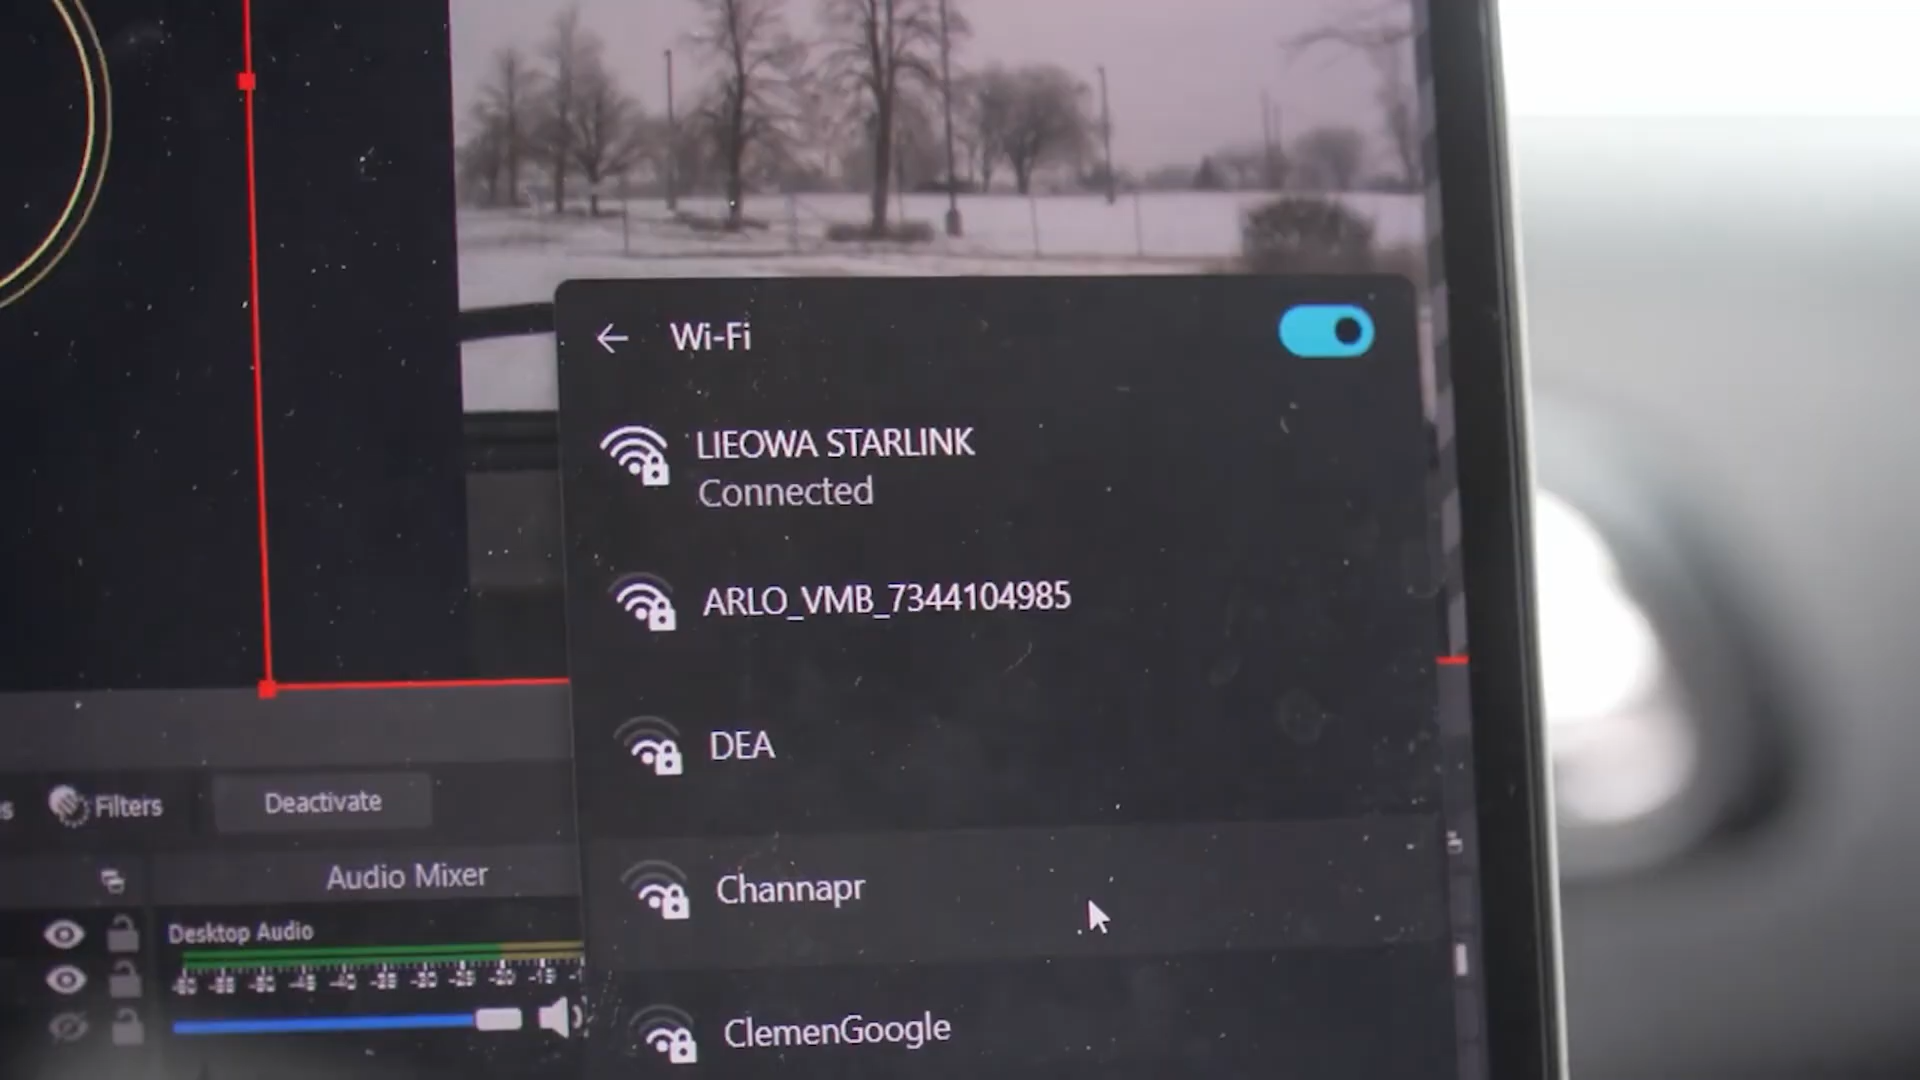 Wi-Fi
LIEOWA STARLINK
Connected
ARLO_VMB_7344104985
DEA
Channapr
ClemenGoogle
Filters
Deactivate
Audio Mixer
Desktop Audio